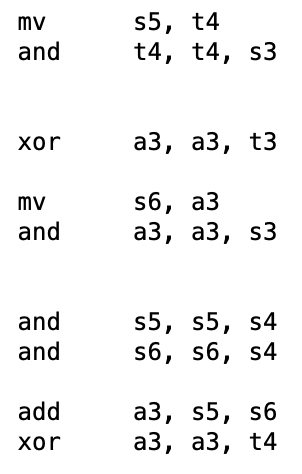 mv s5, t4
and t4, t4, s3
xor a3, a3, t3
mv s6, a3
and a3, a3, s3
and s5, s5, s4
and s6, s6, s4
add a3, s5, s6
xor a3, a3, t4